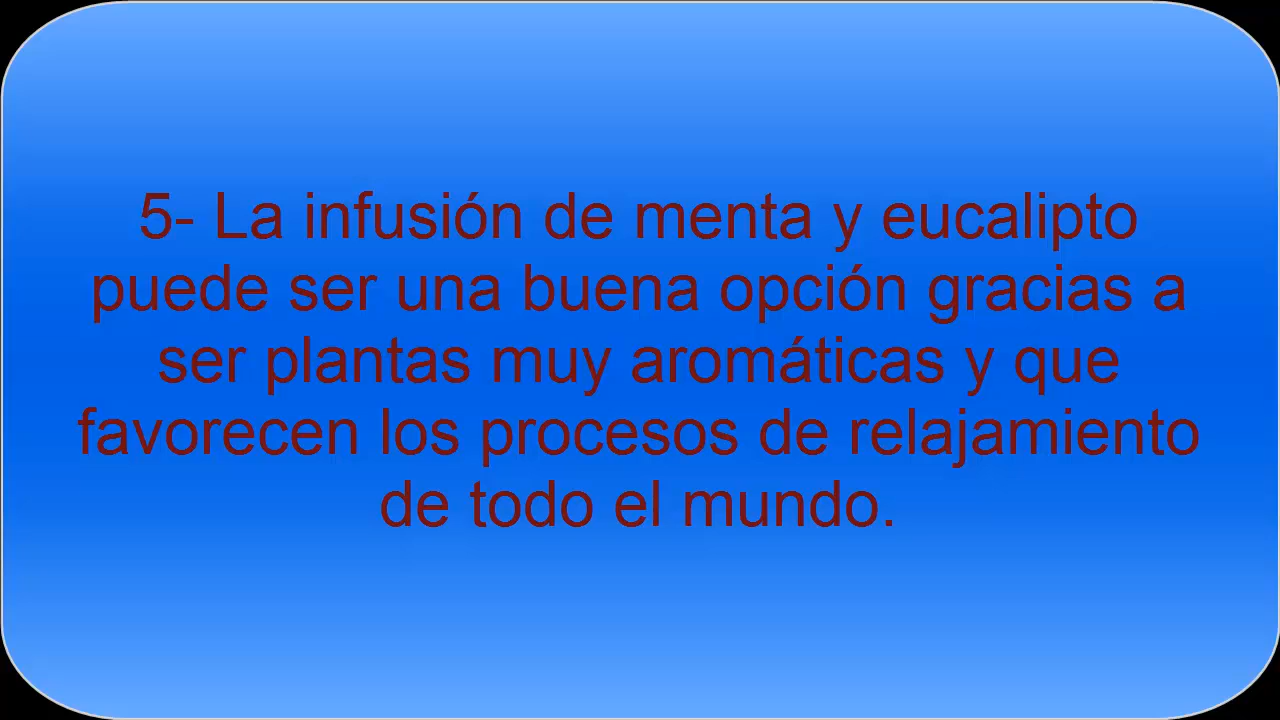 5- La infusión de menta y eucalipto
puede ser una buena opción gracias a
ser plantas muy aromáticas y que
favorecen los procesos de relajamiento
de todo el mundo.